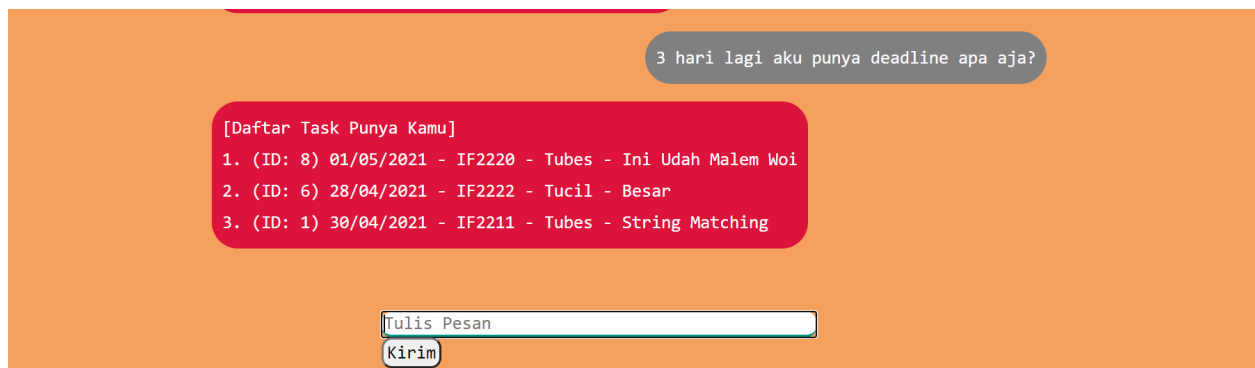 3 hari lagi aku punya deadline apa aja?
[Daftar Task Punya Kamu]
1. (ID: 8) 01/05/2021 - IF2220 - Tubes - Ini Udah Malem Woi
2. (ID: 6) 28/04/2021 - IF2222 - Tucil - Besar
3. (ID: 1) 30/04/2021 - IF2211 - Tubes - String Matching
Tulis Pesan
Kirim